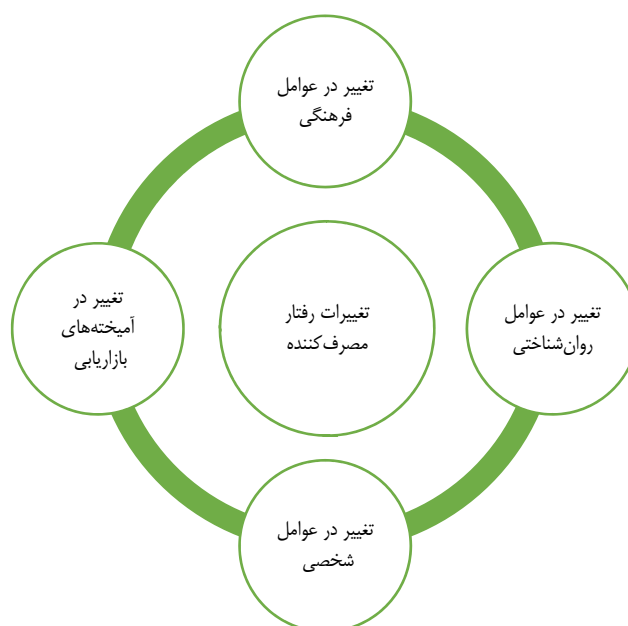 تغییر در عوامل
فرهنگی
تغییر در عوامل
روان‌شناختی
تغییرات رفتار
مصرف‌کننده
تغییر در
آمیخته‌های
بازاریابی
تغییر در عوامل
شخصی